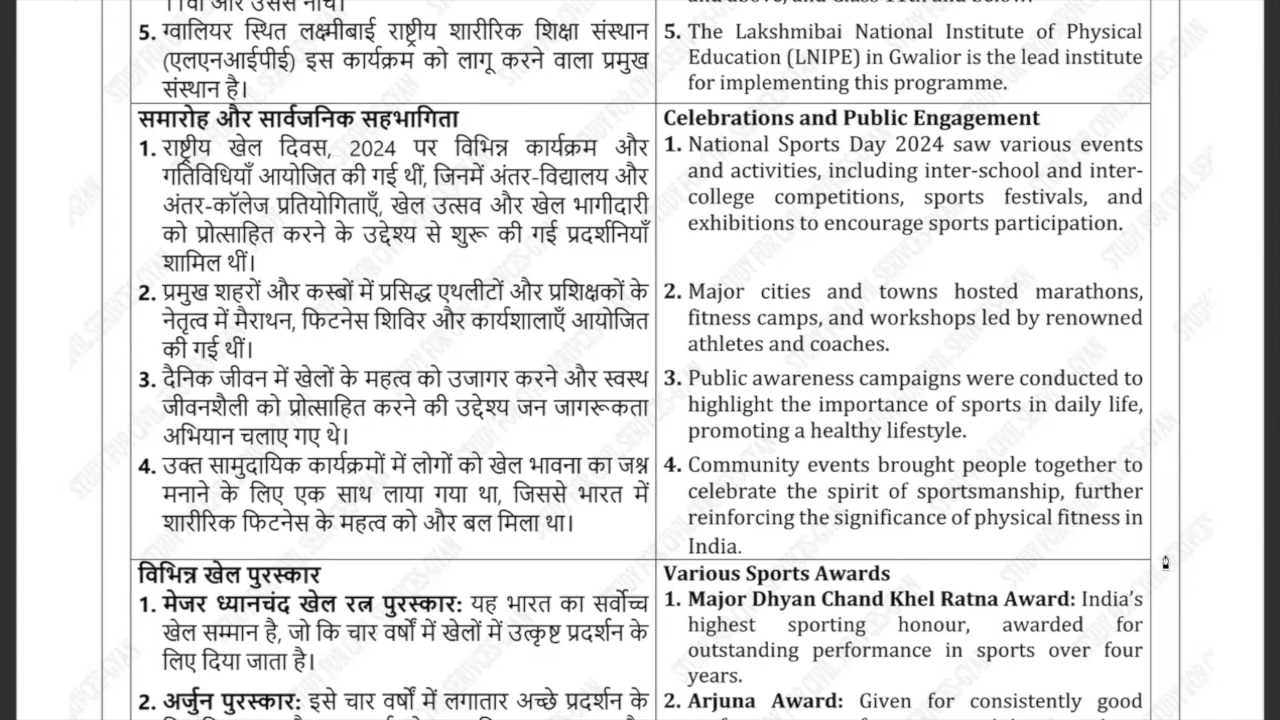 5. ग्वालियर स्थित लक्ष्मीबाई राष्ट्रीय शारीरिक शिक्षा संस्थान
(एलएनआईपीई) इस कार्यक्रम को लागू करने वाला प्रमुख
संस्थान है।
समारोह और सार्वजनिक सहभागिता
1. राष्ट्रीय खेल दिवस, 2024 पर विभिन्न कार्यक्रम और
गतिविधियाँ आयोजित की गई थीं, जिनमें अंतर-विद्यालय और
अंतर-कॉलेज प्रतियोगिताएँ, खेल उत्सव और खेल भागीदारी
को प्रोत्साहित करने के उद्देश्य से शुरू की गई प्रदर्शनियाँ
शामिल थीं।
2. प्रमुख शहरों और कस्बों में प्रसिद्ध एथलीटों और प्रशिक्षकों के
नेतृत्व में मैराथन, फिटनेस शिविर और कार्यशालाएँ आयोजित
की गई थीं।
3. दैनिक जीवन में खेलों के महत्व को उजागर करने और स्वस्थ
जीवनशैली को प्रोत्साहित करने की उद्देश्य जन जागरूकता
अभियान चलाए गए थे।
4. उक्त सामुदायिक कार्यक्रमों में लोगों को खेल भावना का जश्न
मनाने के लिए एक साथ लाया गया था, जिससे भारत में
शारीरिक फिटनेस के महत्व को और बल मिला था।
विभिन्न खेल पुरस्कार
1. मेजर ध्यानचंद खेल रत्न पुरस्कार: यह भारत का सर्वोच्च
खेल सम्मान है, जो कि चार वर्षों में खेलों में उत्कृष्ट प्रदर्शन के
लिए दिया जाता है।
2. अर्जुन पुरस्कार: इसे चार वर्षों में लगातार अच्छे प्रदर्शन के
and above, and Class 11th and below.
5. The Lakshmibai National Institute of Physical
Education (LNIPE) in Gwalior is the lead institute
for implementing this programme.
Celebrations and Public Engagement
1. National Sports Day 2024 saw various events
and activities, including inter-school and inter-
college competitions, sports festivals, and
exhibitions to encourage sports participation.
2. Major cities and towns hosted marathons,
fitness camps, and workshops led by renowned
athletes and coaches.
3. Public awareness campaigns were conducted to
highlight the importance of sports in daily life,
promoting a healthy lifestyle.
4. Community events brought people together to
celebrate the spirit of sportsmanship, further
reinforcing the significance of physical fitness in
India.
Various Sports Awards
1. Major Dhyan Chand Khel Ratna Award: India's
highest sporting honour, awarded for
outstanding performance in sports over four
years.
2. Arjuna Award: Given for consistently good